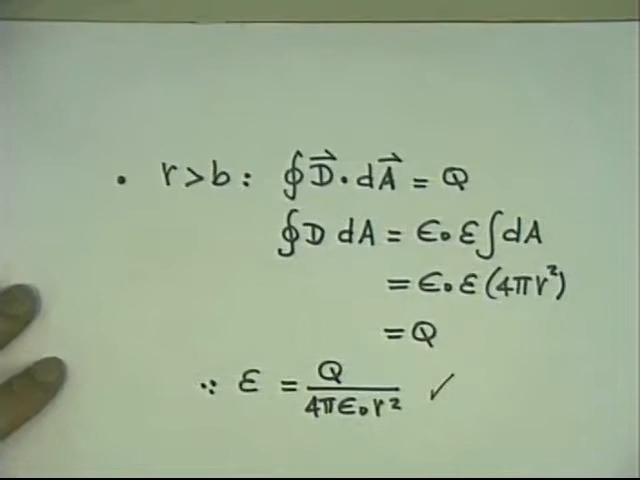 • r>b: ∮D⃗·dA⃗ = Q
∮D dA = ϵ₀ ε∫dA
= ϵ₀ ε(4πr²)
= Q
∵ ε = Q/4πϵ₀r² ✓